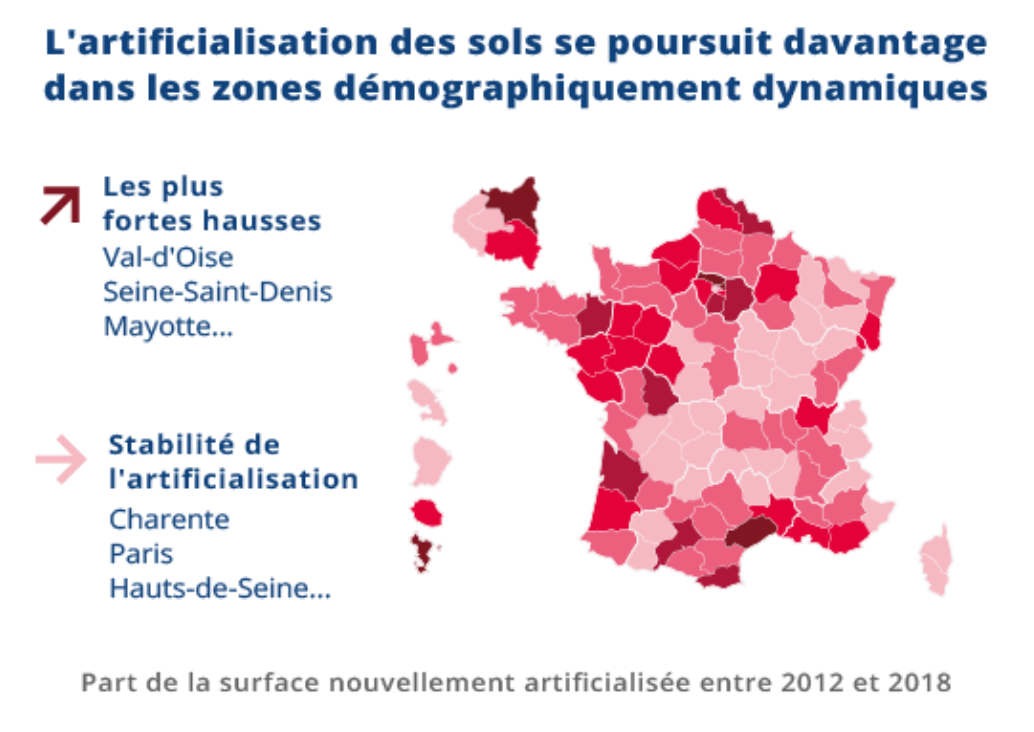 L'artificialisation des sols se poursuit davantage
dans les zones démographiquement dynamiques
Les plus
fortes hausses
Val-d'Oise
Seine-Saint-Denis
Mayotte...
Stabilité de
l'artificialisation
Charente
Paris
Hauts-de-Seine...
Part de la surface nouvellement artificialisée entre 2012 et 2018